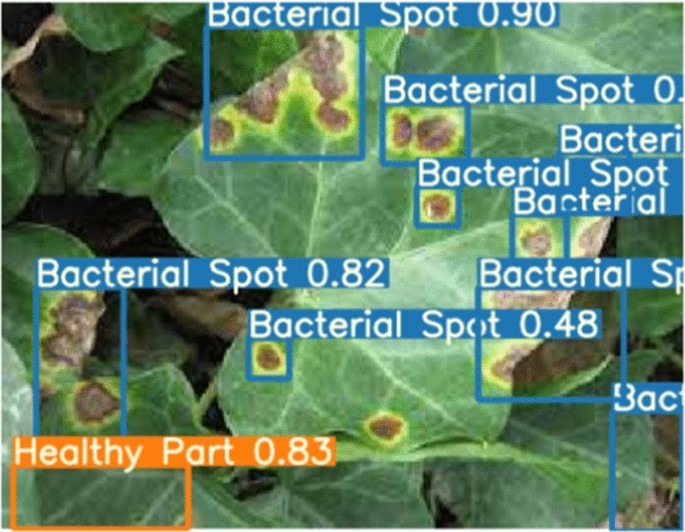 Bacterial Spot 0.90
Bacterial Spot 0.
Bacteri
Bacterial Spot
Bacterial
Bacterial Spot 0.82
Bacterial Sp
Bacterial Spot 0.48
Bact
Healthy Part 0.83